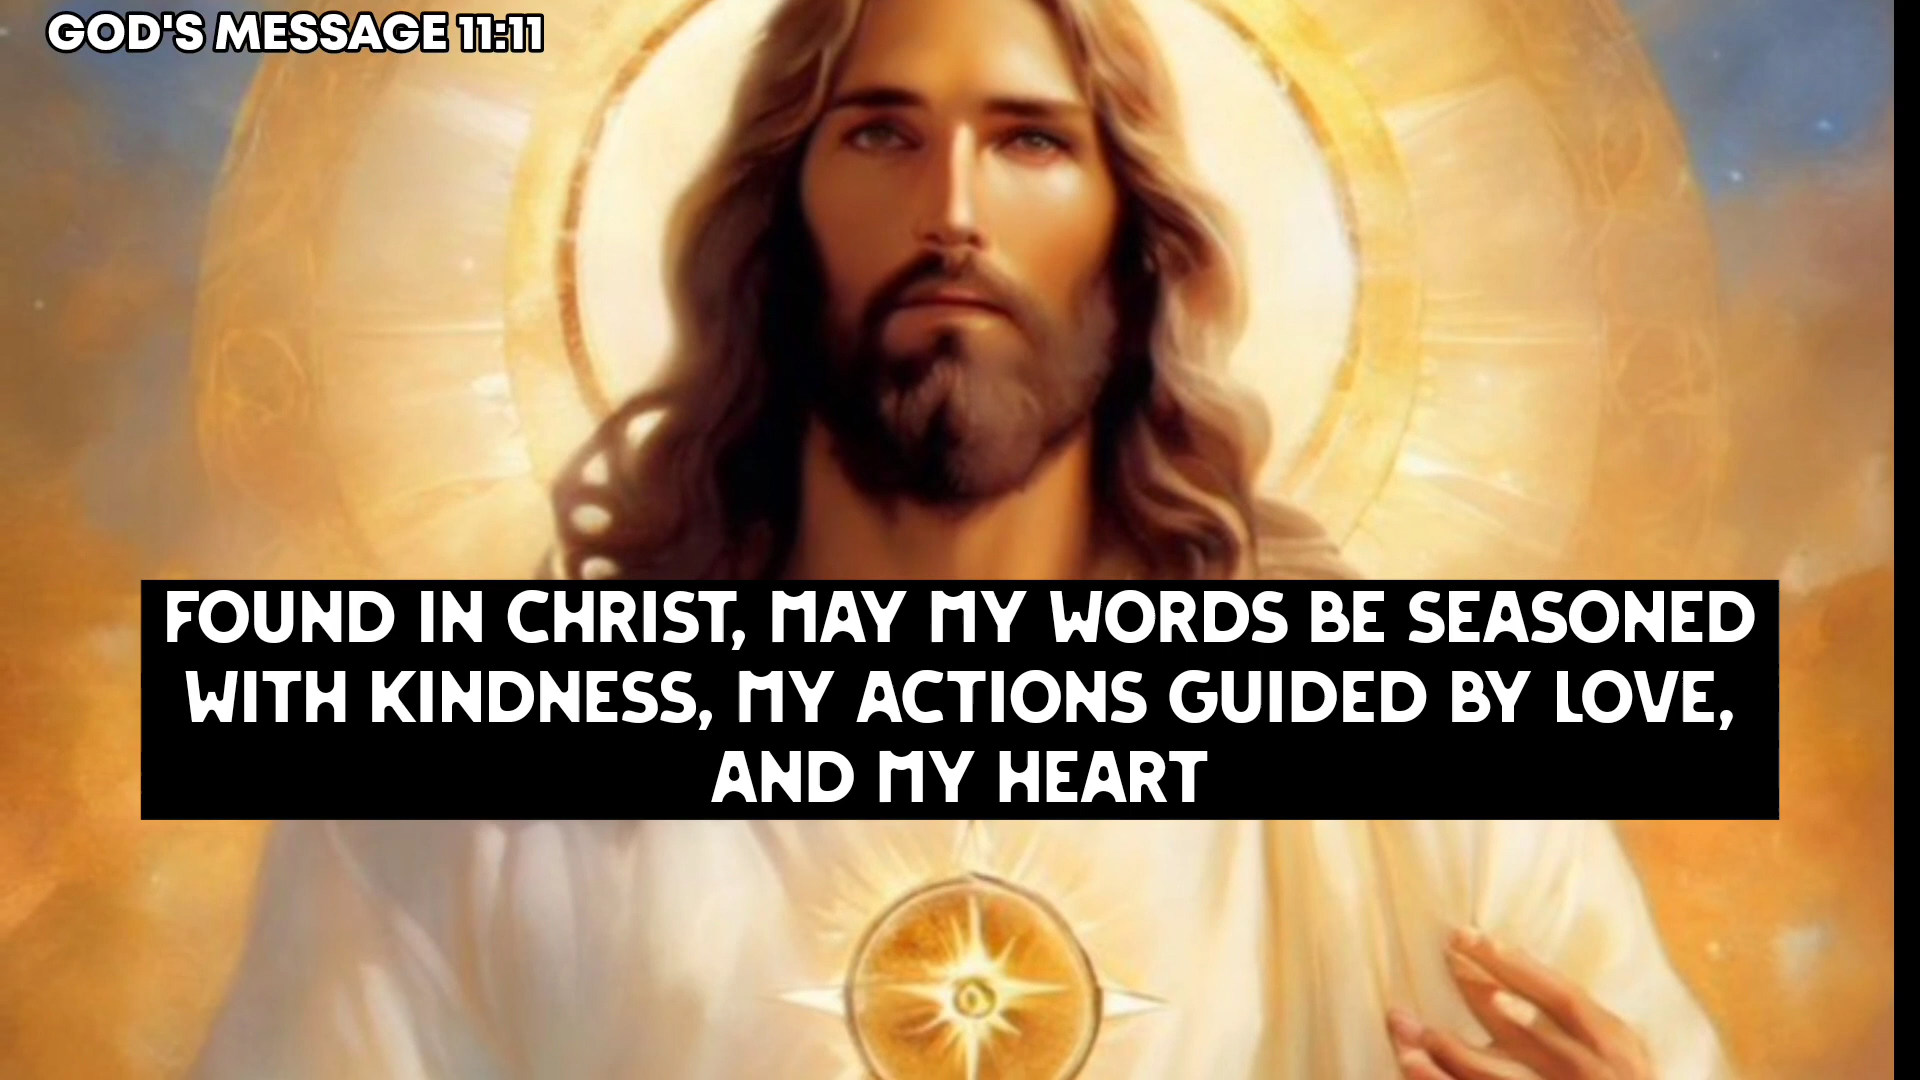 GOD'S MESSAGE 11:11
FOUND IN CHRIST, MAY MY WORDS BE SEASONED
WITH KINDNESS, MY ACTIONS GUIDED BY LOVE,
AND MY HEART